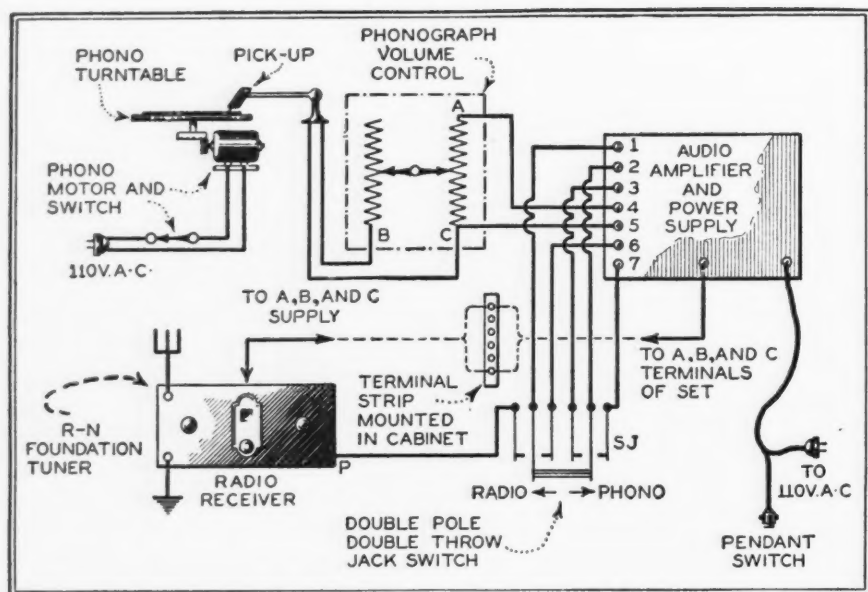 PHONOGRAPH
VOLUME
CONTROL
PHONO
TURNTABLE
PICK-UP
PHONO
MOTOR AND
SWITCH
110V.A-C.
A
B
C
1
2
3
4
5
6
7
AUDIO
AMPLIFIER
AND
POWER
SUPPLY
TO A,B, AND C
SUPPLY
TERMINAL
STRIP
MOUNTED
IN CABINET
TO A,B, AND C
TERMINALS
OF SET
R-N
FOUNDATION
TUNER
RADIO
RECEIVER
P
SJ
RADIO
PHONO
DOUBLE POLE
DOUBLE THROW
JACK SWITCH
TO
110V.A-C
PENDANT
SWITCH